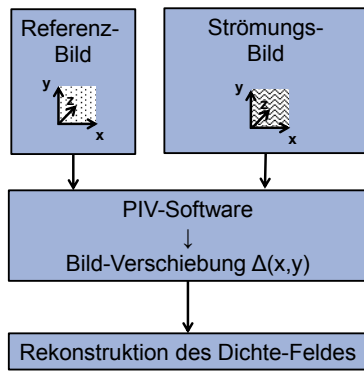 Referenz-
Bild
y
z
x
Strömungs-
Bild
y
z
x
PIV-Software
↓
Bild-Verschiebung Δ(x,y)
Rekonstruktion des Dichte-Feldes